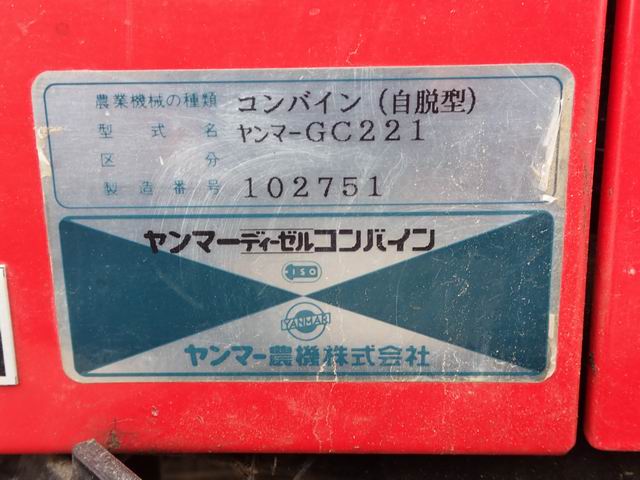 農業機械の種類 コンバイン (自脱型)
型式名 ヤンマーGC221
区分
製造番号 102751
ヤンマーディーゼルコンバイン
ISO
YANMAR
ヤンマー農機株式会社